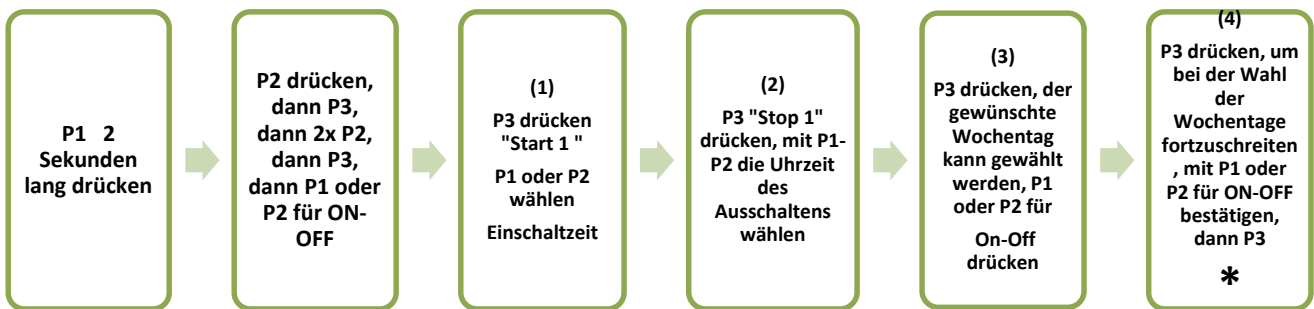 P1 2
Sekunden
lang drücken
P2 drücken,
dann P3,
dann 2x P2,
dann P3,
dann P1 oder
P2 für ON-
OFF
(1)
P3 drücken
"Start 1 "
P1 oder P2
wählen
Einschaltzeit
(2)
P3 "Stop 1"
drücken, mit P1-
P2 die Uhrzeit
des
Ausschaltens
wählen
(3)
P3 drücken, der
gewünschte
Wochentag
kann gewählt
werden, P1
oder P2 für
On-Off
drücken
(4)
P3 drücken, um
bei der Wahl
der
Wochentage
fortzuschreiten
, mit P1 oder
P2 für ON-OFF
bestätigen,
dann P3
*